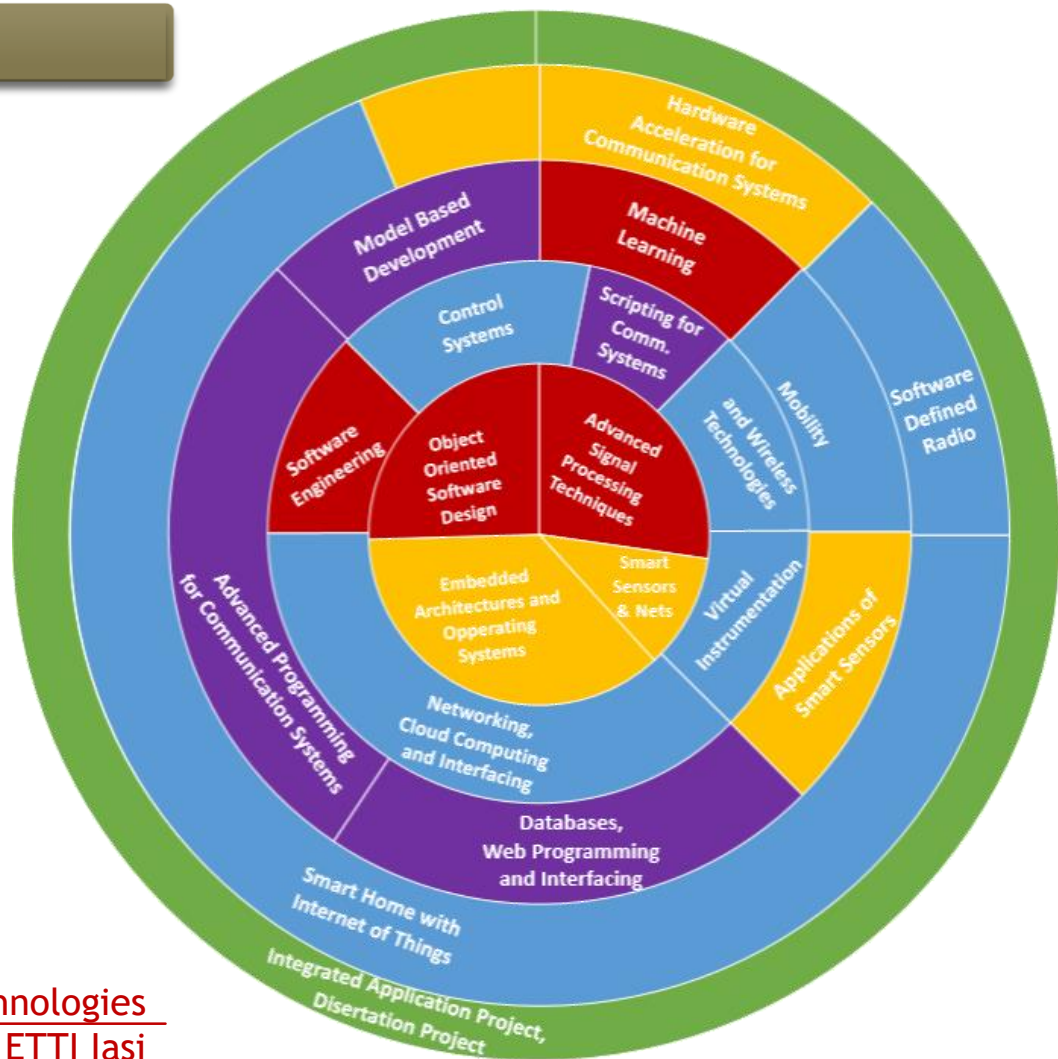 Hardware
Acceleration for
Communication Systems
Model Based
Development
Machine
Learning
Control
Systems
Scripting for
Comm.
Systems
Mobility
and Wireless
Technologies
Software
Defined
Radio
Software
Engineering
Object
Oriented
Software
Design
Advanced
Signal
Processing
Techniques
Embedded
Architectures and
Opperating
Systems
Smart
Sensors
& Nets
Virtual
Instrumentation
Applications of
Smart Sensors
Advanced Programming
for Communication Systems
Networking,
Cloud Computing
and Interfacing
Databases,
Web Programming
and Interfacing
Smart Home with
Internet of Things
Integrated Application Project,
Disertation Project
hnologies
ETTI Iasi